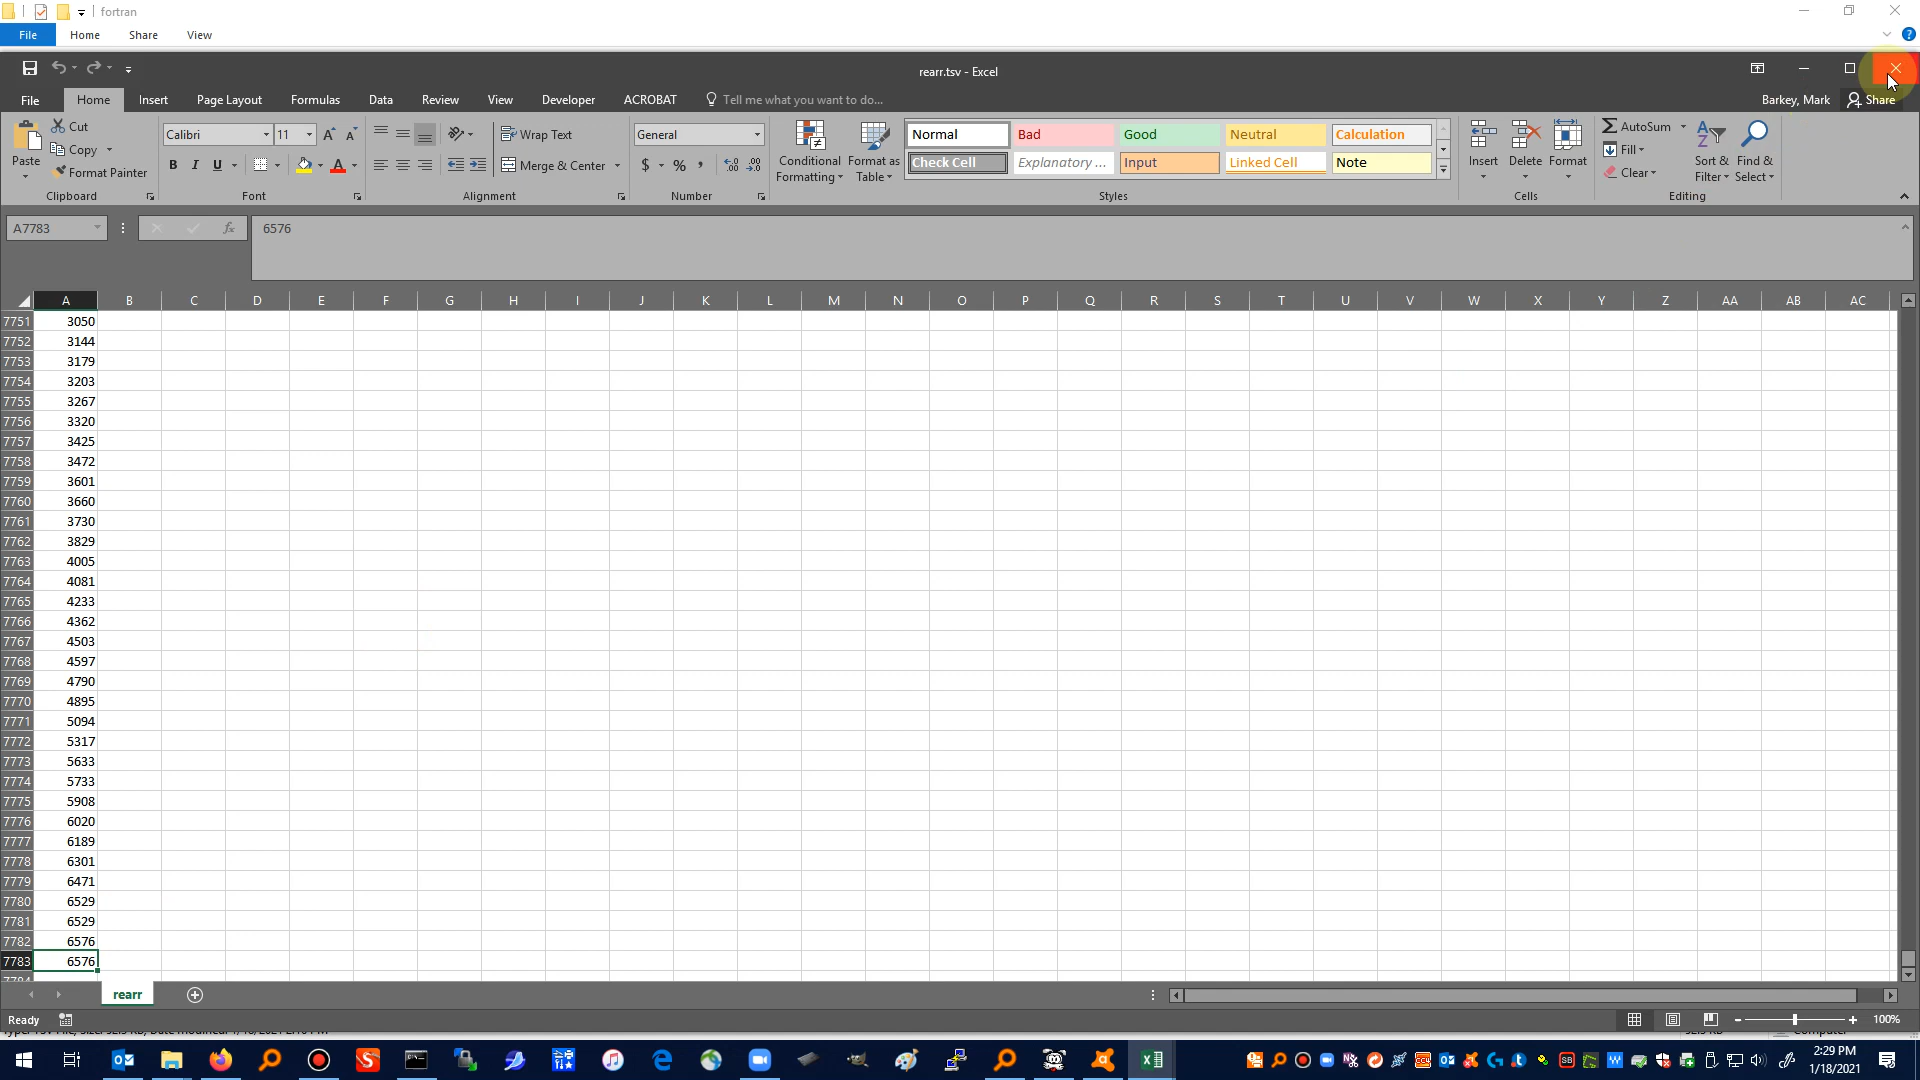 fortran
File Home Share View
rearr.tsv - Excel
File Home Insert Page Layout Formulas Data Review View Developer ACROBAT Tell me what you want to do... Barkey, Mark Share
Paste Cut Copy Format Painter
Clipboard
Calibri 11
B I U
Font
Wrap Text
Merge & Center
Alignment
General
$ % ,
Number
Conditional Formatting
Format as Table
Normal Bad Good Neutral Calculation
Check Cell Explanatory ... Input Linked Cell Note
Styles
Insert Delete Format
Cells
AutoSum
Fill
Clear
Sort & Filter
Find & Select
Editing
A7783 fx 6576
A B C D E F G H I J K L M N O P Q R S T U V W X Y Z AA AB AC
7751 3050
7752 3144
7753 3179
7754 3203
7755 3267
7756 3320
7757 3425
7758 3472
7759 3601
7760 3660
7761 3730
7762 3829
7763 4005
7764 4081
7765 4233
7766 4362
7767 4503
7768 4597
7769 4790
7770 4895
7771 5094
7772 5317
7773 5633
7774 5733
7775 5908
7776 6020
7777 6189
7778 6301
7779 6471
7780 6529
7781 6529
7782 6576
7783 6576
rearr
Ready 100%
2:29 PM
1/18/2021